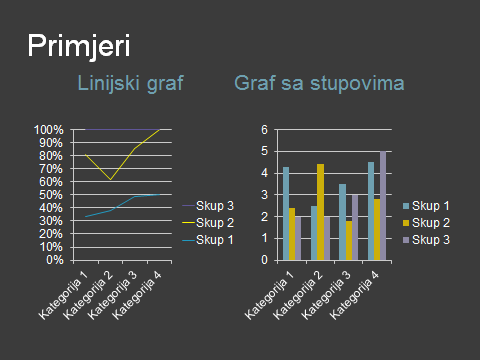 Primjeri
Linijski graf
100%
90%
80%
70%
60%
50%
40%
30%
20%
10%
0%
Kategorija 1
Kategorija 2
Kategorija 3
Kategorija 4
Skup 3
Skup 2
Skup 1
Graf sa stupovima
6
5
4
3
2
1
0
Kategorija 1
Kategorija 2
Kategorija 3
Kategorija 4
Skup 1
Skup 2
Skup 3